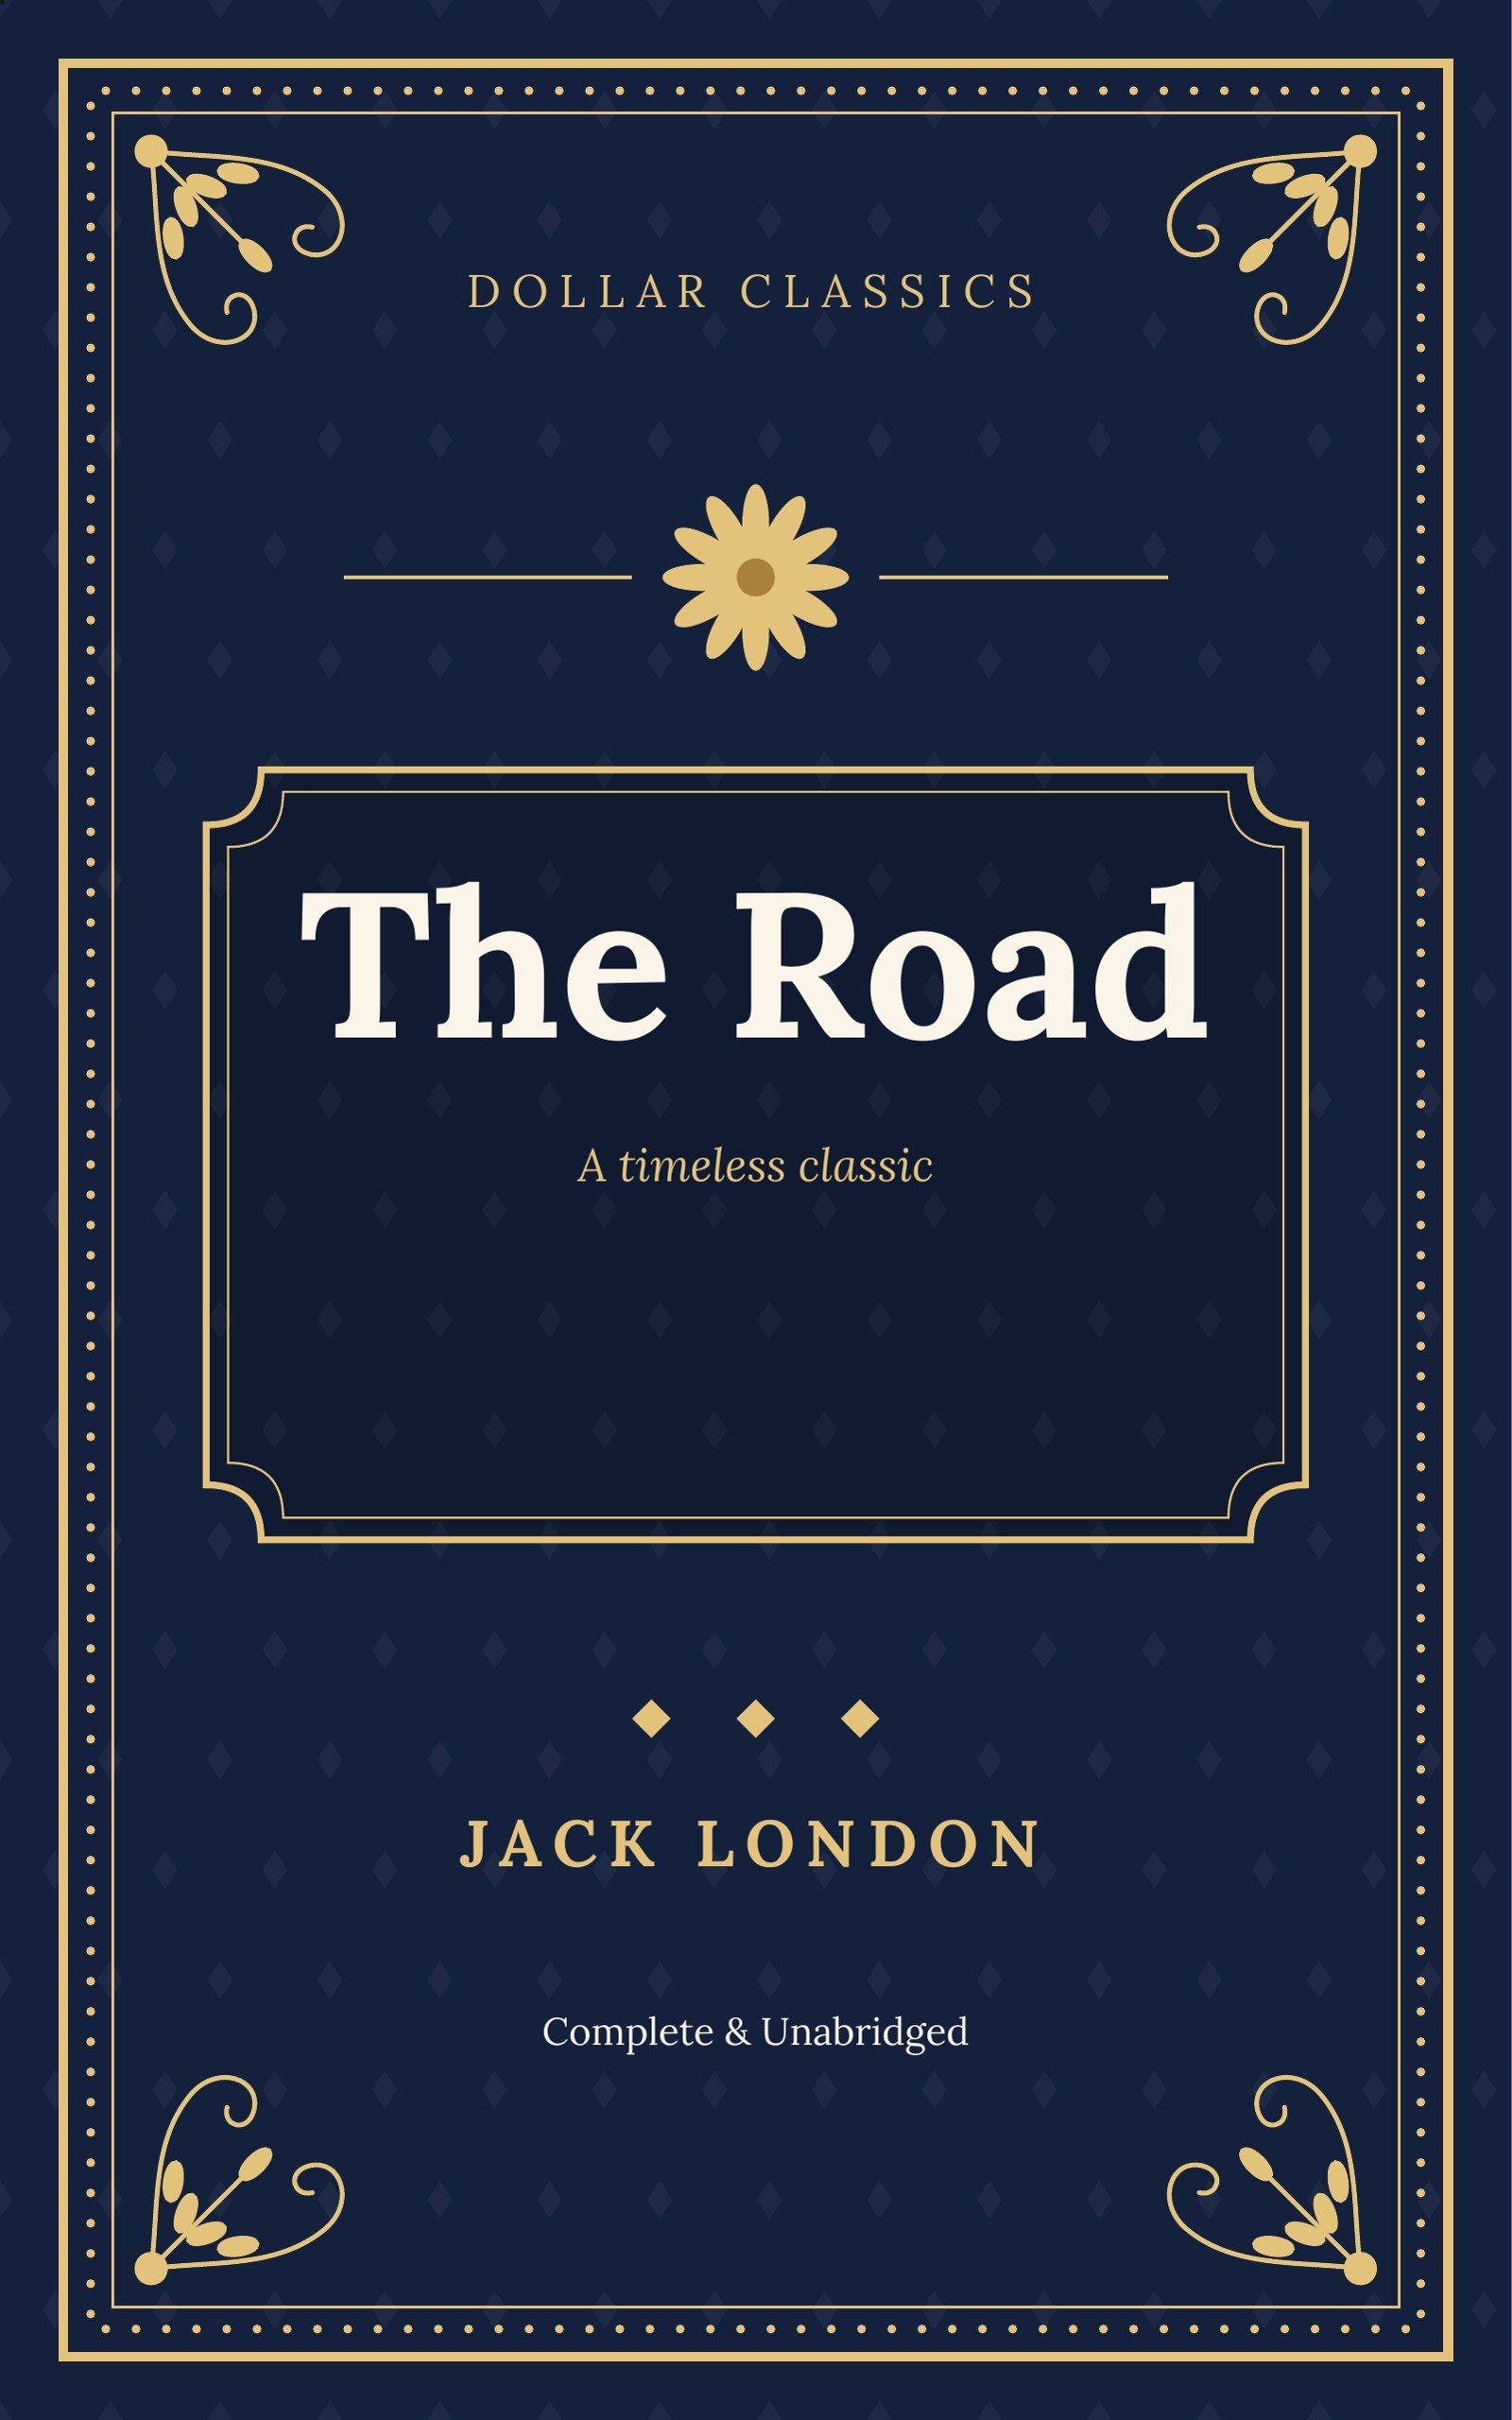 DOLLAR CLASSICS
The Road
A timeless classic
JACK LONDON
Complete & Unabridged